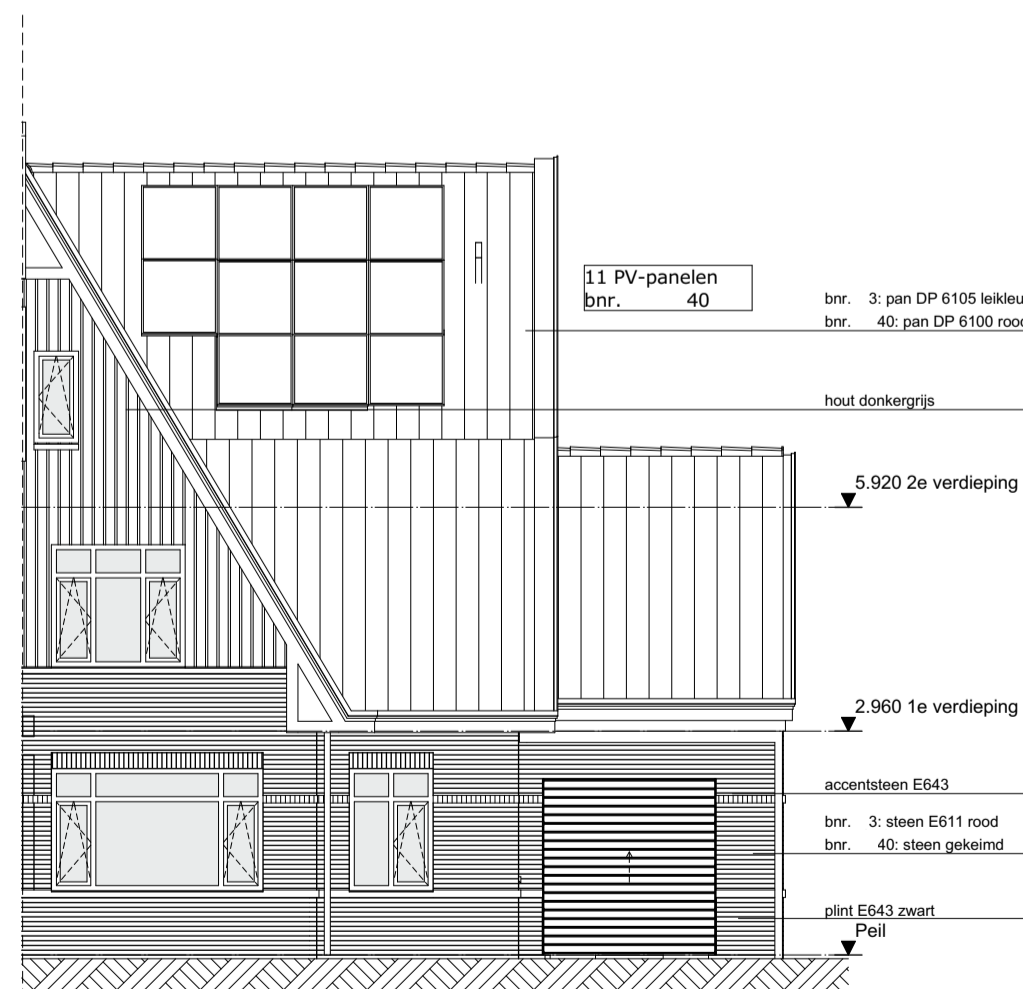 11 PV-panelen
bnr. 40
bnr. 3: pan DP 6105 leikleu
bnr. 40: pan DP 6100 rood
hout donkergrijs
5.920 2e verdieping
2.960 1e verdieping
accentsteen E643
bnr. 3: steen E611 rood
bnr. 40: steen gekeimd
plint E643 zwart
Peil